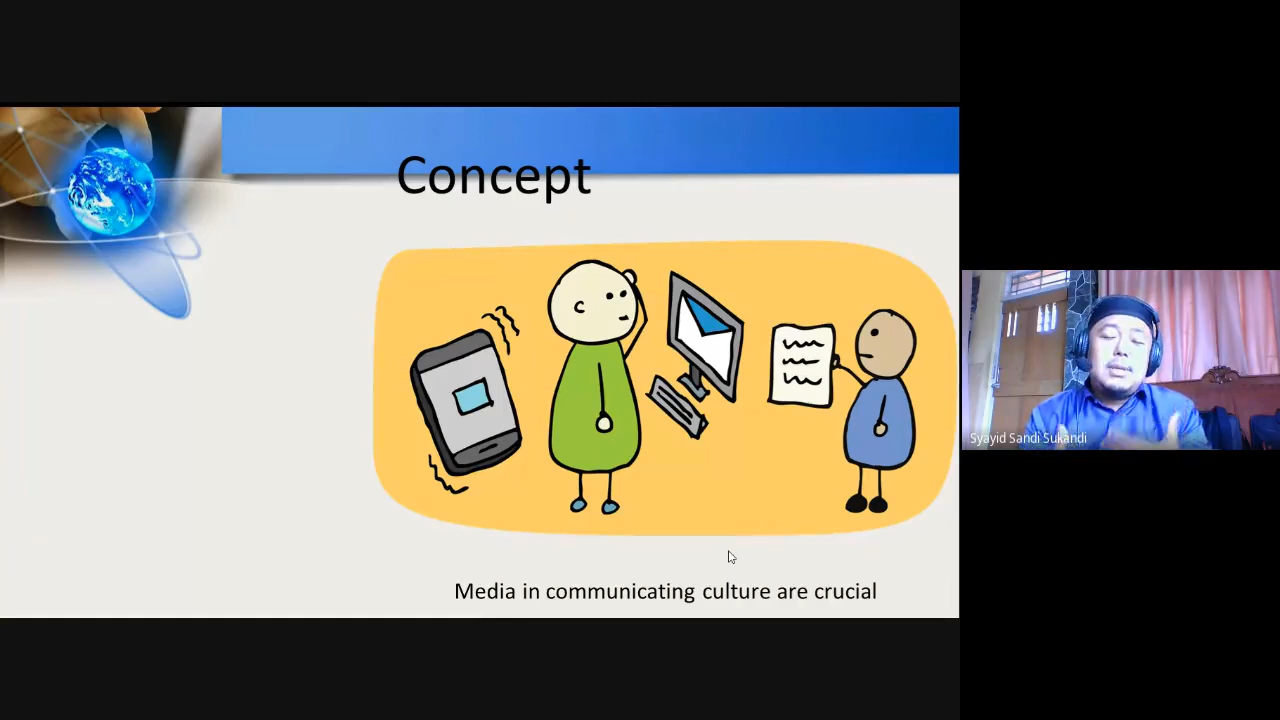 Concept
Media in communicating culture are crucial
Syayid Sandi Sukandi